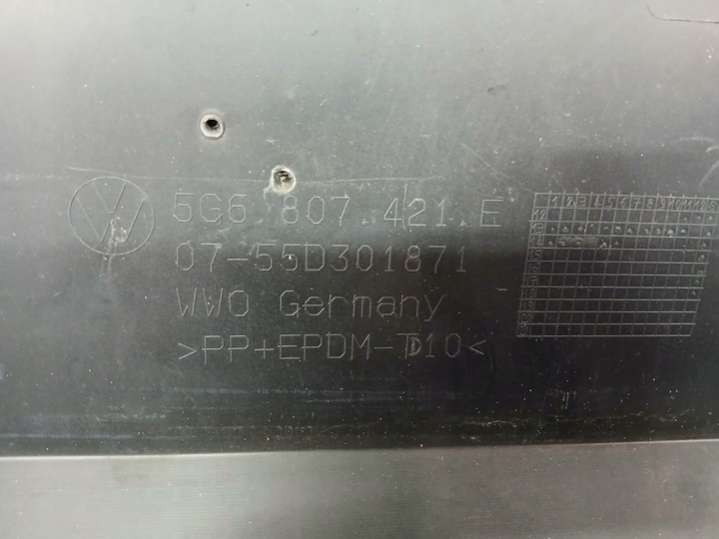 5G6 807 421 E
07-55D301871
WWO Germany
>PP+EPDM-TD10<